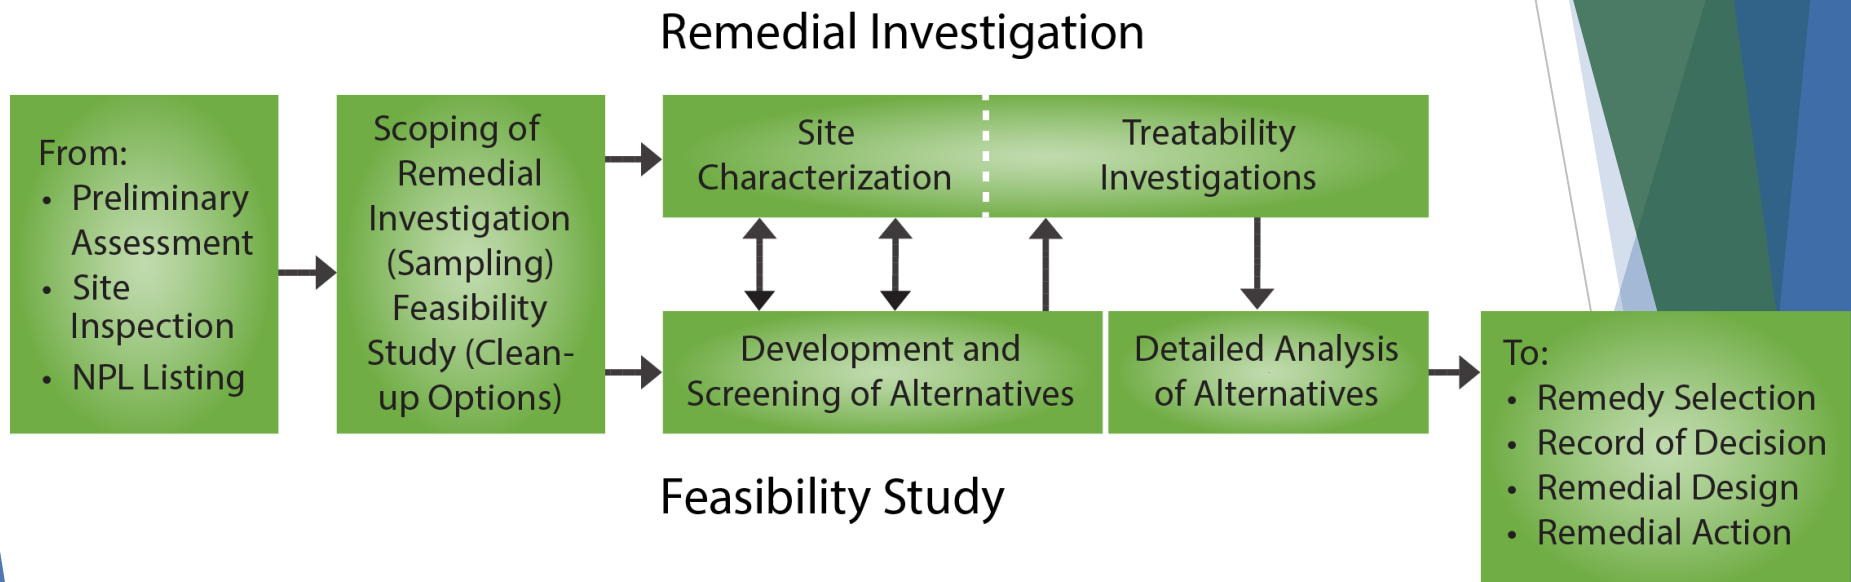 Remedial Investigation
From:
• Preliminary
Assessment
• Site
Inspection
• NPL Listing
Scoping of
Remedial
Investigation
(Sampling)
Feasibility
Study (Clean-
up Options)
Site
Characterization
Treatability
Investigations
Development and
Screening of Alternatives
Detailed Analysis
of Alternatives
To:
• Remedy Selection
• Record of Decision
• Remedial Design
• Remedial Action
Feasibility Study